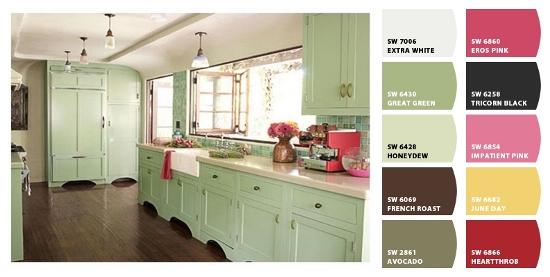 SW 7006
EXTRA WHITE
SW 6860
EROS PINK
SW 6430
GREAT GREEN
SW 6258
TRICORN BLACK
SW 6428
HONEYDEW
SW 6854
IMPATIENT PINK
SW 6069
FRENCH ROAST
SW 6682
JUNE DAY
SW 2861
AVOCADO
SW 6866
HEARTTHROB